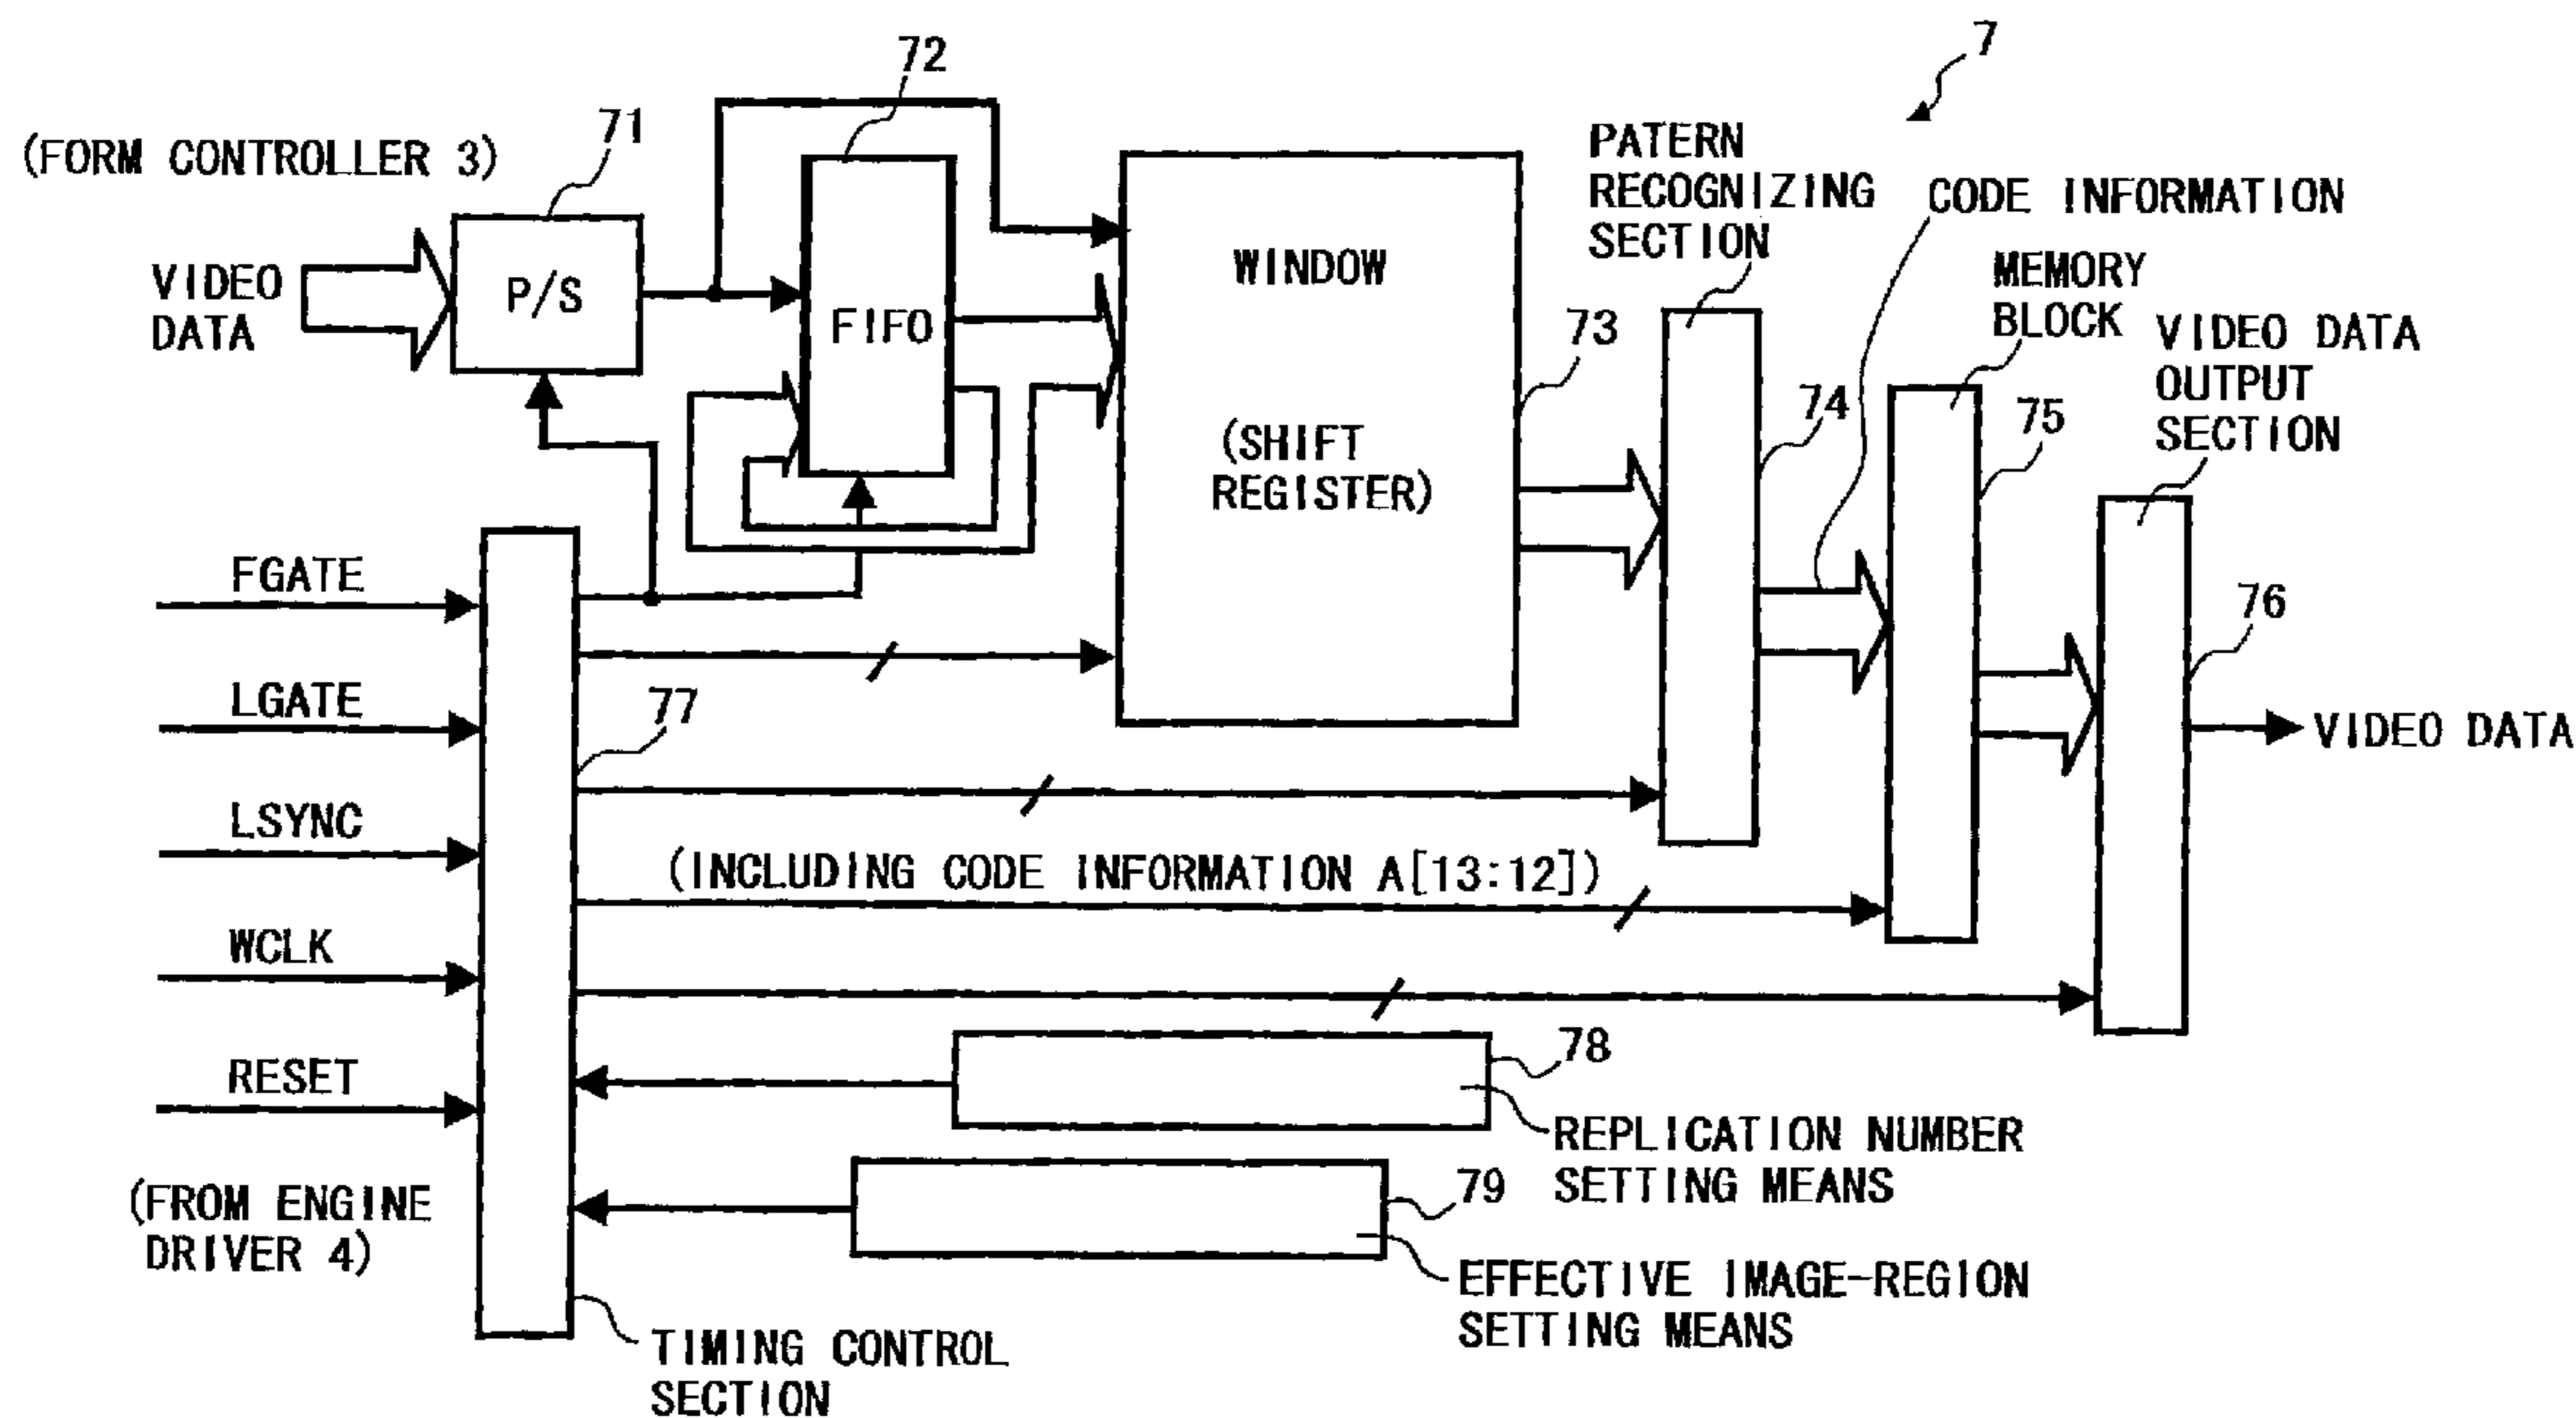 7
72
71
(FORM CONTROLLER 3)
VIDEO
DATA
P/S
FIFO
WINDOW
(SHIFT
REGISTER)
73
PATERN
RECOGNIZING
SECTION
CODE INFORMATION
MEMORY
BLOCK
VIDEO DATA
OUTPUT
SECTION
74
75
76
VIDEO DATA
FGATE
LGATE
LSYNC
WCLK
RESET
(FROM ENGINE
DRIVER 4)
77
(INCLUDING CODE INFORMATION A[13:12])
78
REPLICATION NUMBER
SETTING MEANS
79
EFFECTIVE IMAGE-REGION
SETTING MEANS
TIMING CONTROL
SECTION